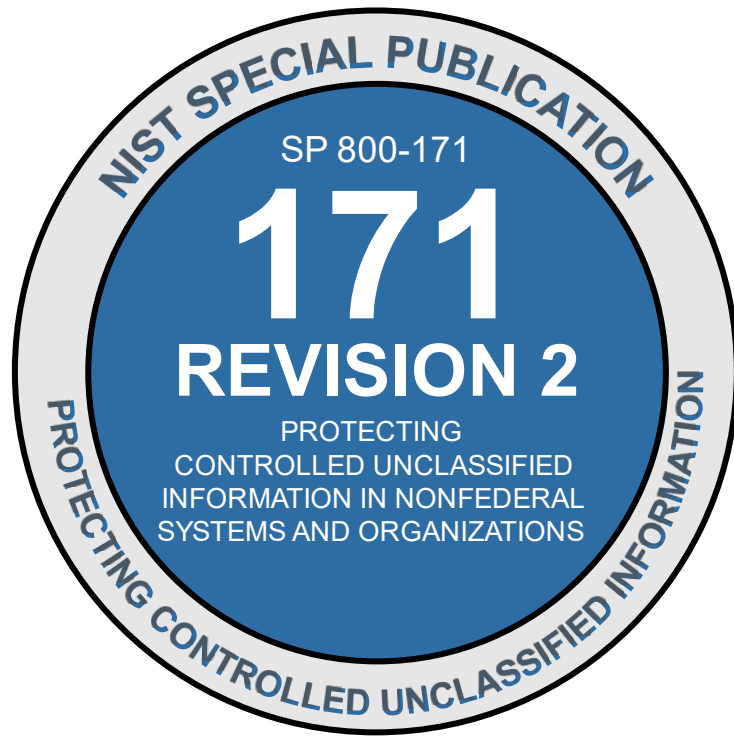 NIST SPECIAL PUBLICATION
SP 800-171
171
REVISION 2
PROTECTING
CONTROLLED UNCLASSIFIED
INFORMATION IN NONFEDERAL
SYSTEMS AND ORGANIZATIONS
PROTECTING CONTROLLED UNCLASSIFIED INFORMATION